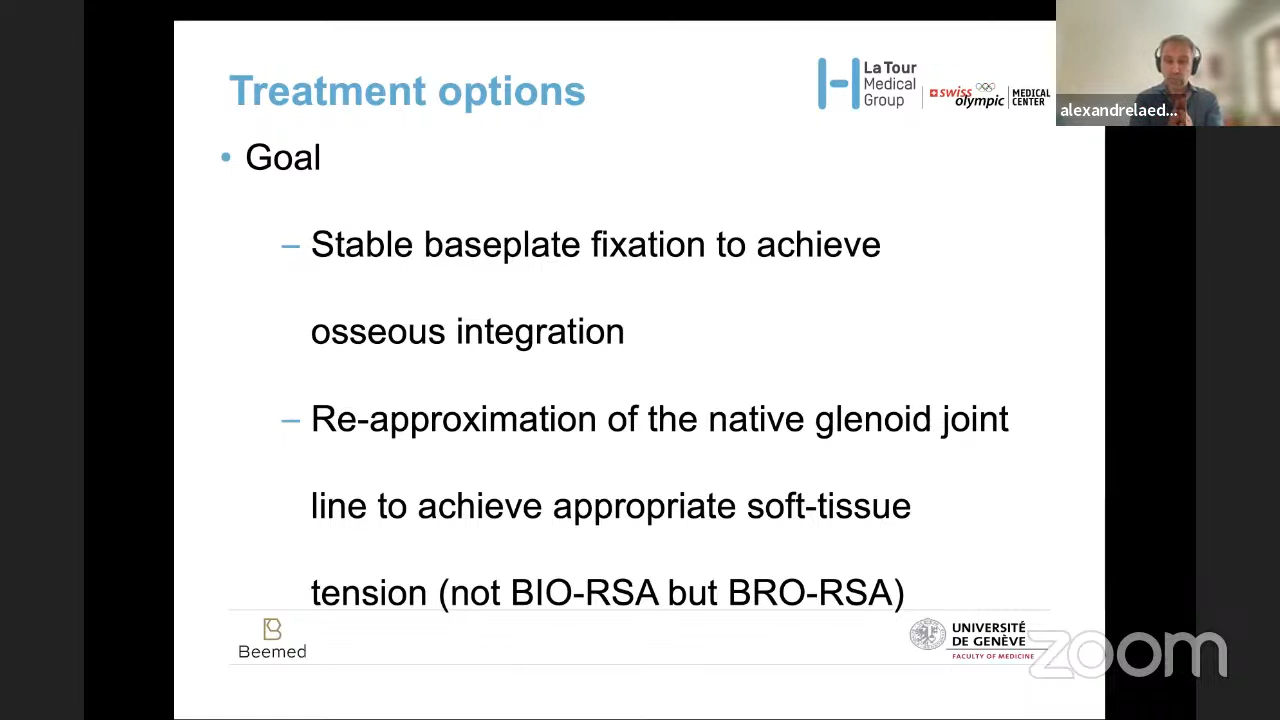 Treatment options
La Tour
Medical
Group
swiss
olympic
MEDICAL
CENTER
alexandrelaed...
• Goal
– Stable baseplate fixation to achieve
osseous integration
– Re-approximation of the native glenoid joint
line to achieve appropriate soft-tissue
tension (not BIO-RSA but BRO-RSA)
Beemed
UNIVERSITÉ
DE GENÈVE
FACULTY OF MEDICINE
zoom